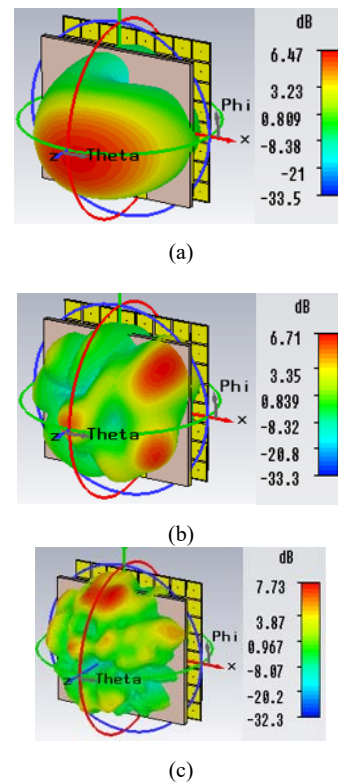 dB
6.47
3.23
0.809
-8.38
-21
-33.5
Phi
x
z Theta
(a)
dB
6.71
3.35
0.839
-8.32
-20.8
-33.3
Phi
x
z Theta
(b)
dB
7.73
3.87
0.967
-8.07
-20.2
-32.3
Phi
x
z Theta
(c)